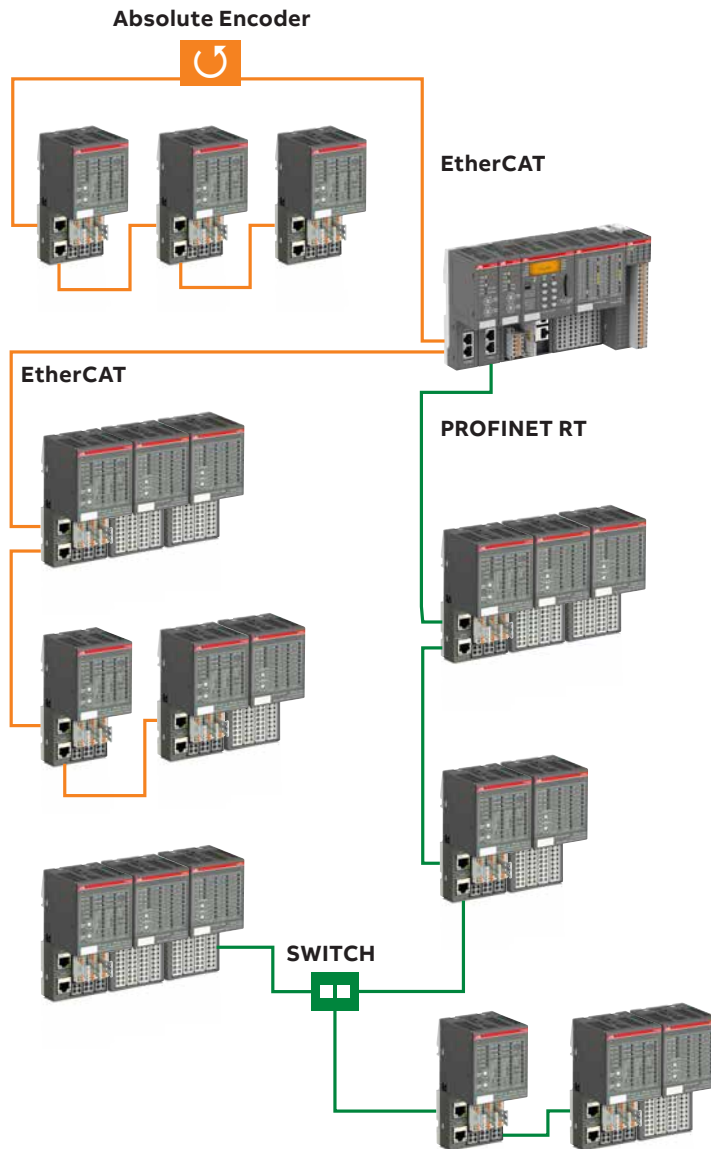 Absolute Encoder
EtherCAT
EtherCAT
PROFINET RT
SWITCH